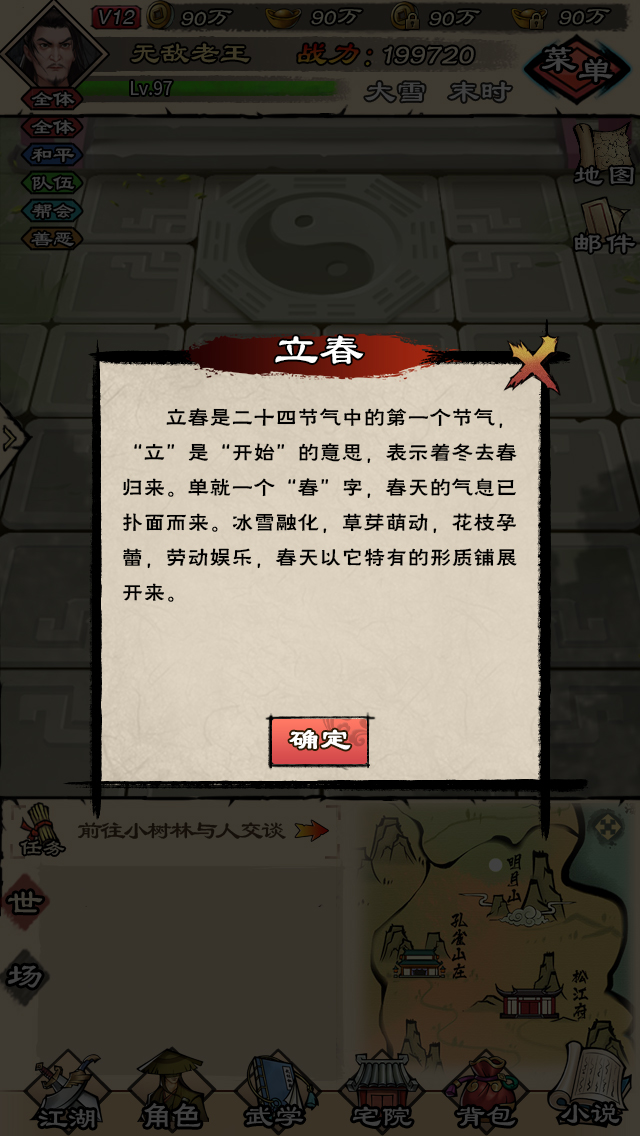 V12 90万 90万 90万 90万
无敌老王 战力：199720
菜单
Lv.97
大雪 末时
全体
全体
和平
队伍
帮会
善恶
地图
邮件
立春
立春是二十四节气中的第一个节气，
“立”是“开始”的意思，表示着冬去春
归来。单就一个“春”字，春天的气息已
扑面而来。冰雪融化，草芽萌动，花枝孕
蕾，劳动娱乐，春天以它特有的形质铺展
开来。
确定
任务
前往小树林与人交谈
世
场
明月山
孔雀山庄
松江府
江湖 角色 武学 宅院 背包 小说